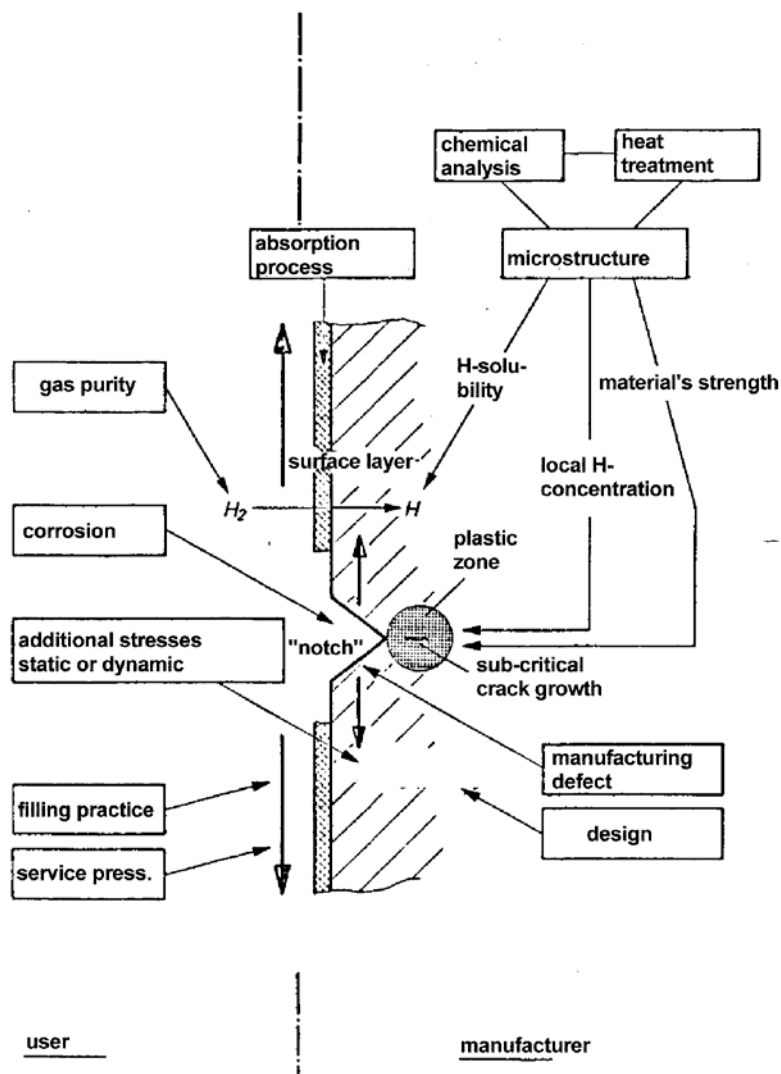 chemical
analysis
heat
treatment
absorption
process
microstructure
gas purity
H-solu-
bility
material's strength
surface layer
local H-
concentration
H2
H
corrosion
plastic
zone
additional stresses
static or dynamic
"notch"
sub-critical
crack growth
manufacturing
defect
filling practice
design
service press.
user
manufacturer